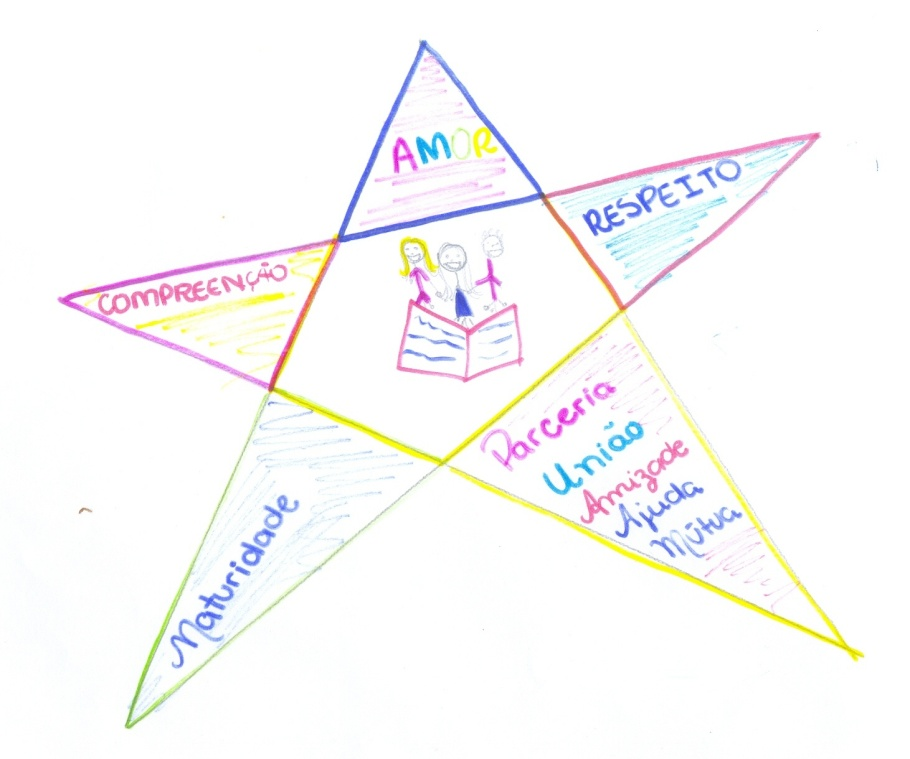 AMOR
RESPEITO
COMPREENÇÃO
Parceria
União
Amizade
Ajuda
Mútua
Maturidade